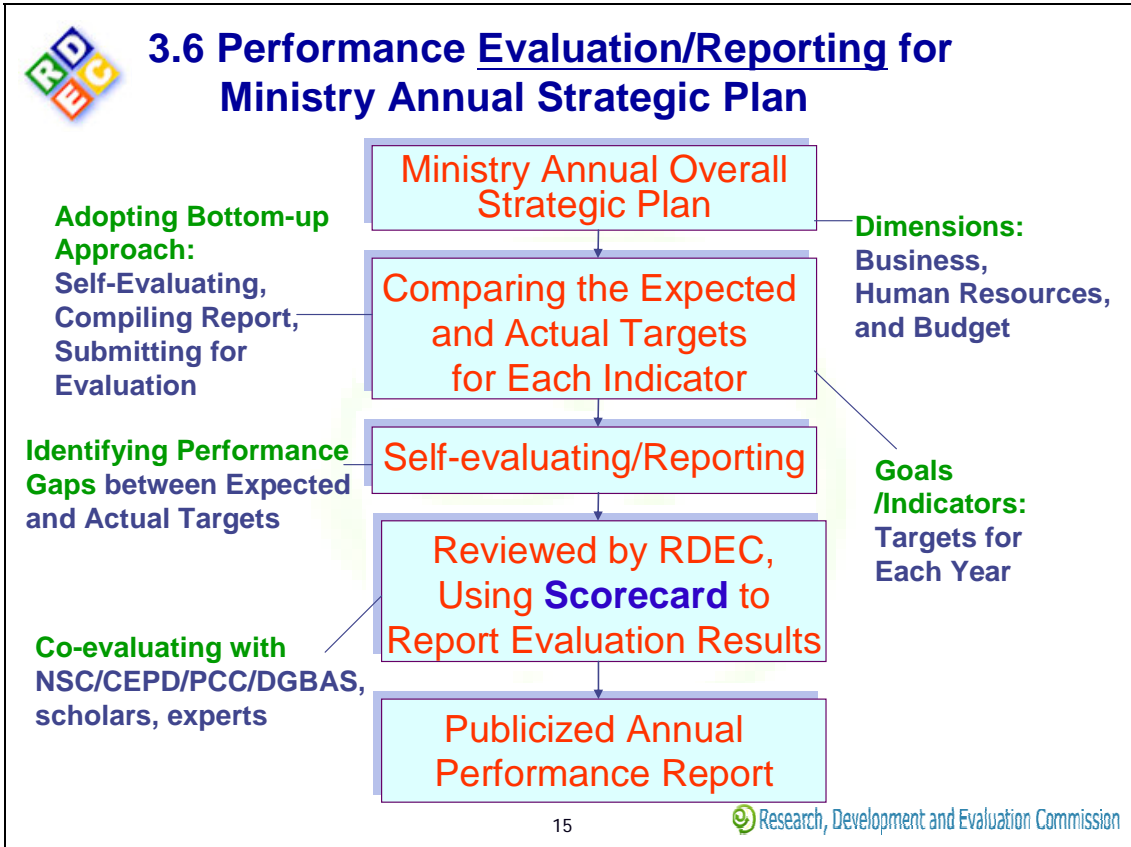 R
D
E
C
3.6 Performance Evaluation/Reporting for
Ministry Annual Strategic Plan
Ministry Annual Overall
Strategic Plan
Adopting Bottom-up
Approach:
Self-Evaluating,
Compiling Report,
Submitting for
Evaluation
Dimensions:
Business,
Human Resources,
and Budget
Comparing the Expected
and Actual Targets
for Each Indicator
Identifying Performance
Gaps between Expected
and Actual Targets
Self-evaluating/Reporting
Goals
/Indicators:
Targets for
Each Year
Reviewed by RDEC,
Using Scorecard to
Report Evaluation Results
Co-evaluating with
NSC/CEPD/PCC/DGBAS,
scholars, experts
Publicized Annual
Performance Report
15
Research, Development and Evaluation Commission